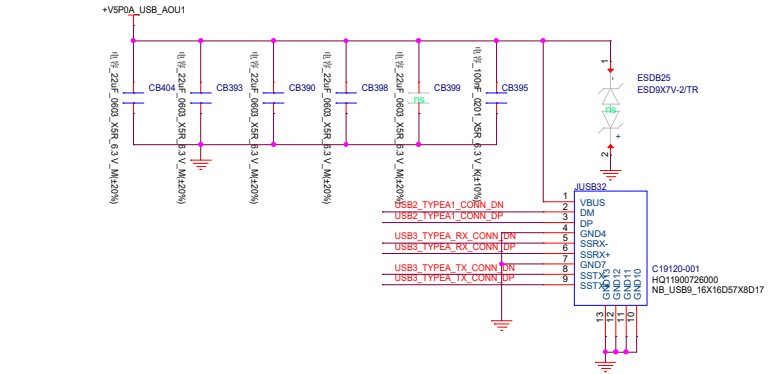 +V5P0A_USB_AOU1
电容_22uF_0603_X5R_6.3V_M(±20%)
CB404
电容_22uF_0603_X5R_6.3V_M(±20%)
CB393
电容_22uF_0603_X5R_6.3V_M(±20%)
CB390
电容_22uF_0603_X5R_6.3V_M(±20%)
CB398
电容_22uF_0603_X5R_6.3V_M(±20%)
CB399
ns
电容_100nF_0201_X5R_6.3V_K(±10%)
CB395
1
ESDB25
ESD9X7V-2/TR
-
ns
+
2
JUSB32
1
VBUS
USB2_TYPEA1_CONN_DN
2
DM
USB2_TYPEA1_CONN_DP
3
DP
4
GND4
USB3_TYPEA_RX_CONN_DN
5
SSRX-
USB3_TYPEA_RX_CONN_DP
6
SSRX+
7
GND7
USB3_TYPEA_TX_CONN_DN
8
USB3_TYPEA_TX_CONN_DP
9
GND13
GND12
GND11
GND10
C19120-001
HQ11900726000
NB_USB9_16X16D57X8D17
13
12
11
10